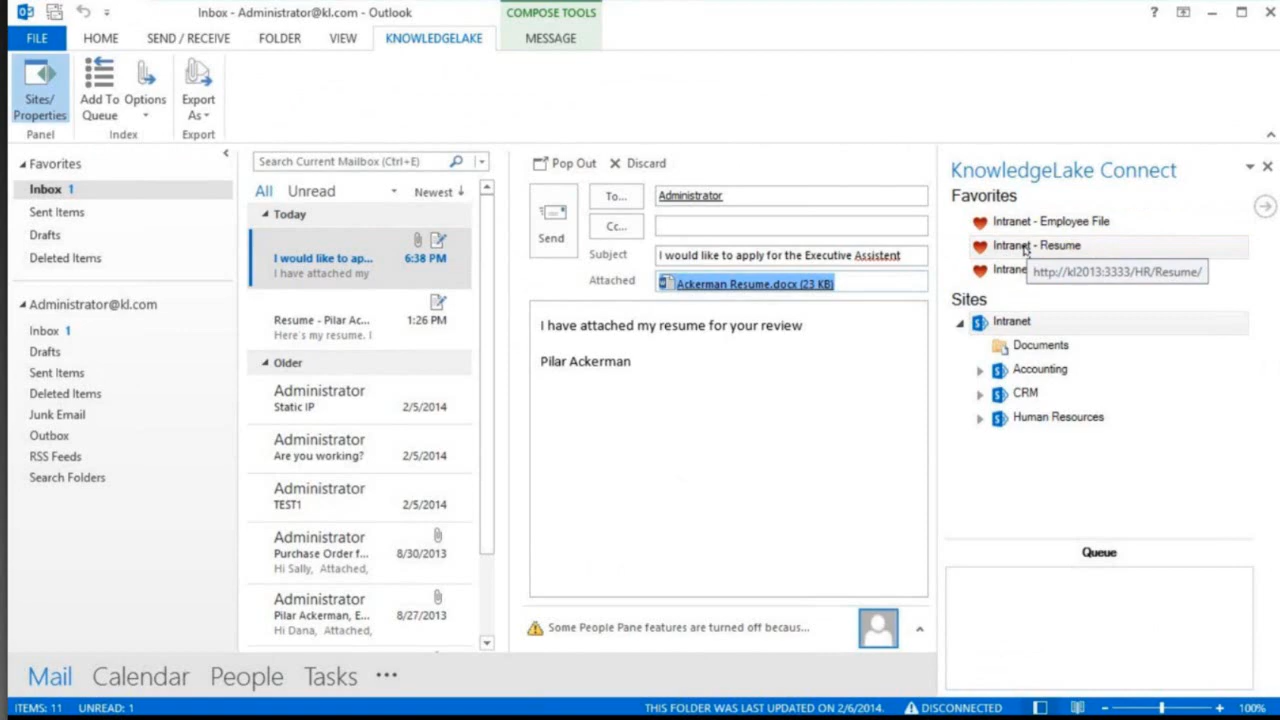 Inbox - Administrator@kl.com - Outlook
COMPOSE TOOLS
?
FILE HOME SEND / RECEIVE FOLDER VIEW KNOWLEDGELAKE MESSAGE
Sites/ Properties
Add To Queue
Options
Export As
Panel Index Export
Favorites
Inbox 1
Sent Items
Drafts
Deleted Items
Administrator@kl.com
Inbox 1
Drafts
Sent Items
Deleted Items
Junk Email
Outbox
RSS Feeds
Search Folders
Search Current Mailbox (Ctrl+E)
All Unread Newest
Today
I would like to ap... 6:38 PM
I have attached my
Resume - Pilar Ac... 1:26 PM
Here's my resume. I
Older
Administrator
Static IP 2/5/2014
Administrator
Are you working? 2/5/2014
Administrator
TEST1 2/5/2014
Administrator
Purchase Order f... 8/30/2013
Hi Sally, Attached,
Administrator
Pilar Ackerman, E... 8/27/2013
Hi Dana, Attached,
Pop Out Discard
Send
To... Administrator
Cc...
Subject I would like to apply for the Executive Assistent
Attached Ackerman Resume.docx (23 KB)
I have attached my resume for your review
Pilar Ackerman
Some People Pane features are turned off becaus...
KnowledgeLake Connect
Favorites
Intranet - Employee File
Intranet - Resume
Intrane
http://kl2013:3333/HR/Resume/
Sites
Intranet
Documents
Accounting
CRM
Human Resources
Queue
Mail Calendar People Tasks
ITEMS: 11 UNREAD: 1 THIS FOLDER WAS LAST UPDATED ON 2/6/2014. DISCONNECTED 100%